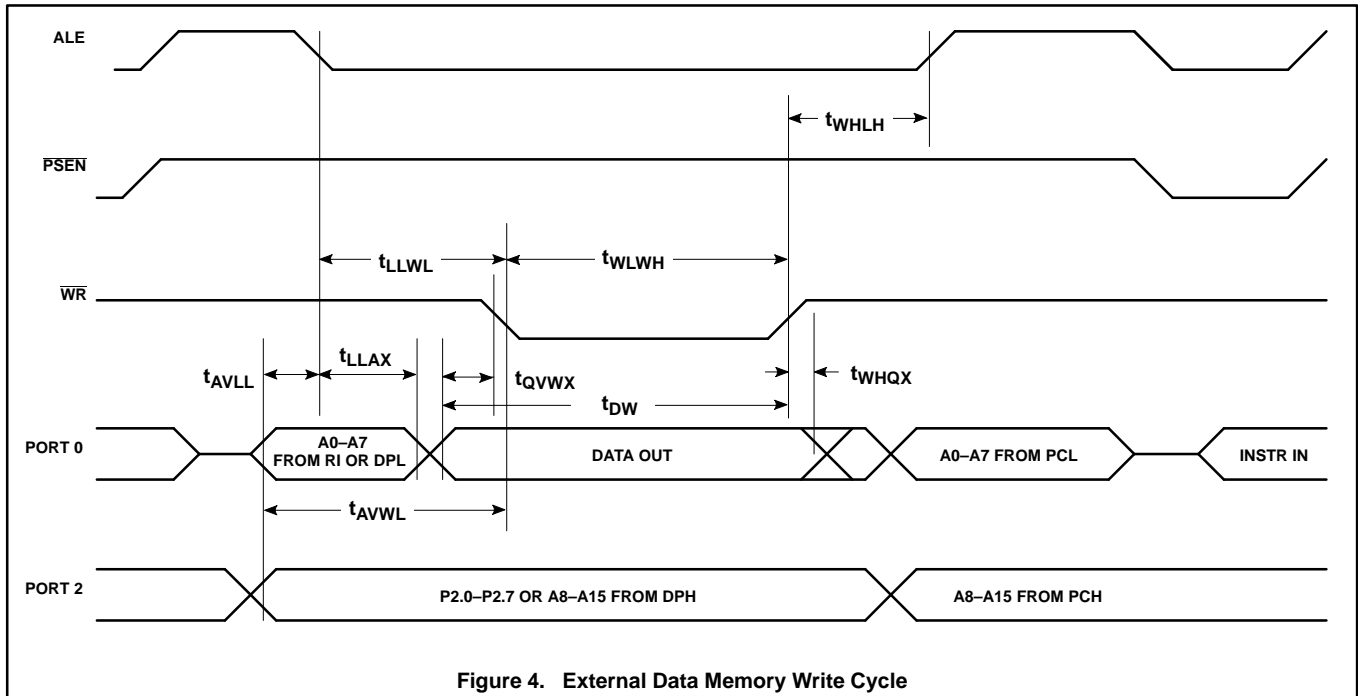 ALE
tWHLH
PSEN
tLLWL
tWLWH
WR
tAVLL
tLLAX
tQVWX
tWHQX
tDW
PORT 0
A0–A7
FROM RI OR DPL
DATA OUT
A0–A7 FROM PCL
INSTR IN
tAVWL
PORT 2
P2.0–P2.7 OR A8–A15 FROM DPH
A8–A15 FROM PCH
Figure 4. External Data Memory Write Cycle